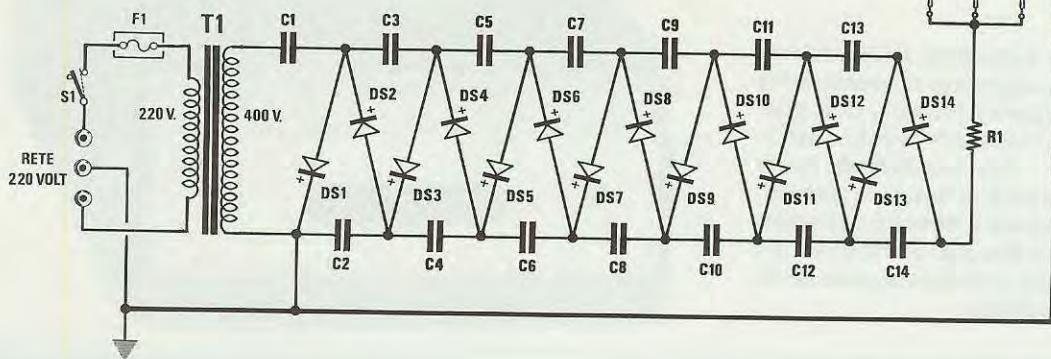 F1
T1
C1
C3
C5
C7
C9
C11
C13
S1
220 V.
400 V.
DS2
DS4
DS6
DS8
DS10
DS12
DS14
R1
RETE
220 VOLT
DS1
DS3
DS5
DS7
DS9
DS11
DS13
C2
C4
C6
C8
C10
C12
C14